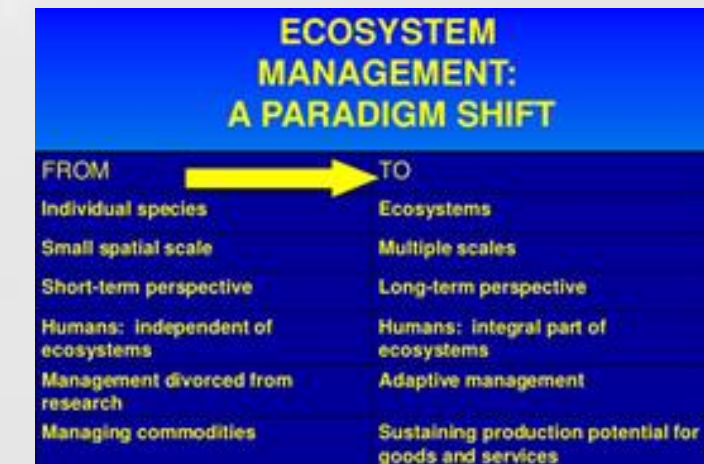 ECOSYSTEM
MANAGEMENT:
A PARADIGM SHIFT
FROM TO
Individual species Ecosystems
Small spatial scale Multiple scales
Short-term perspective Long-term perspective
Humans: independent of
ecosystems
Humans: integral part of
ecosystems
Management divorced from
research
Adaptive management
Managing commodities
Sustaining production potential for
goods and services